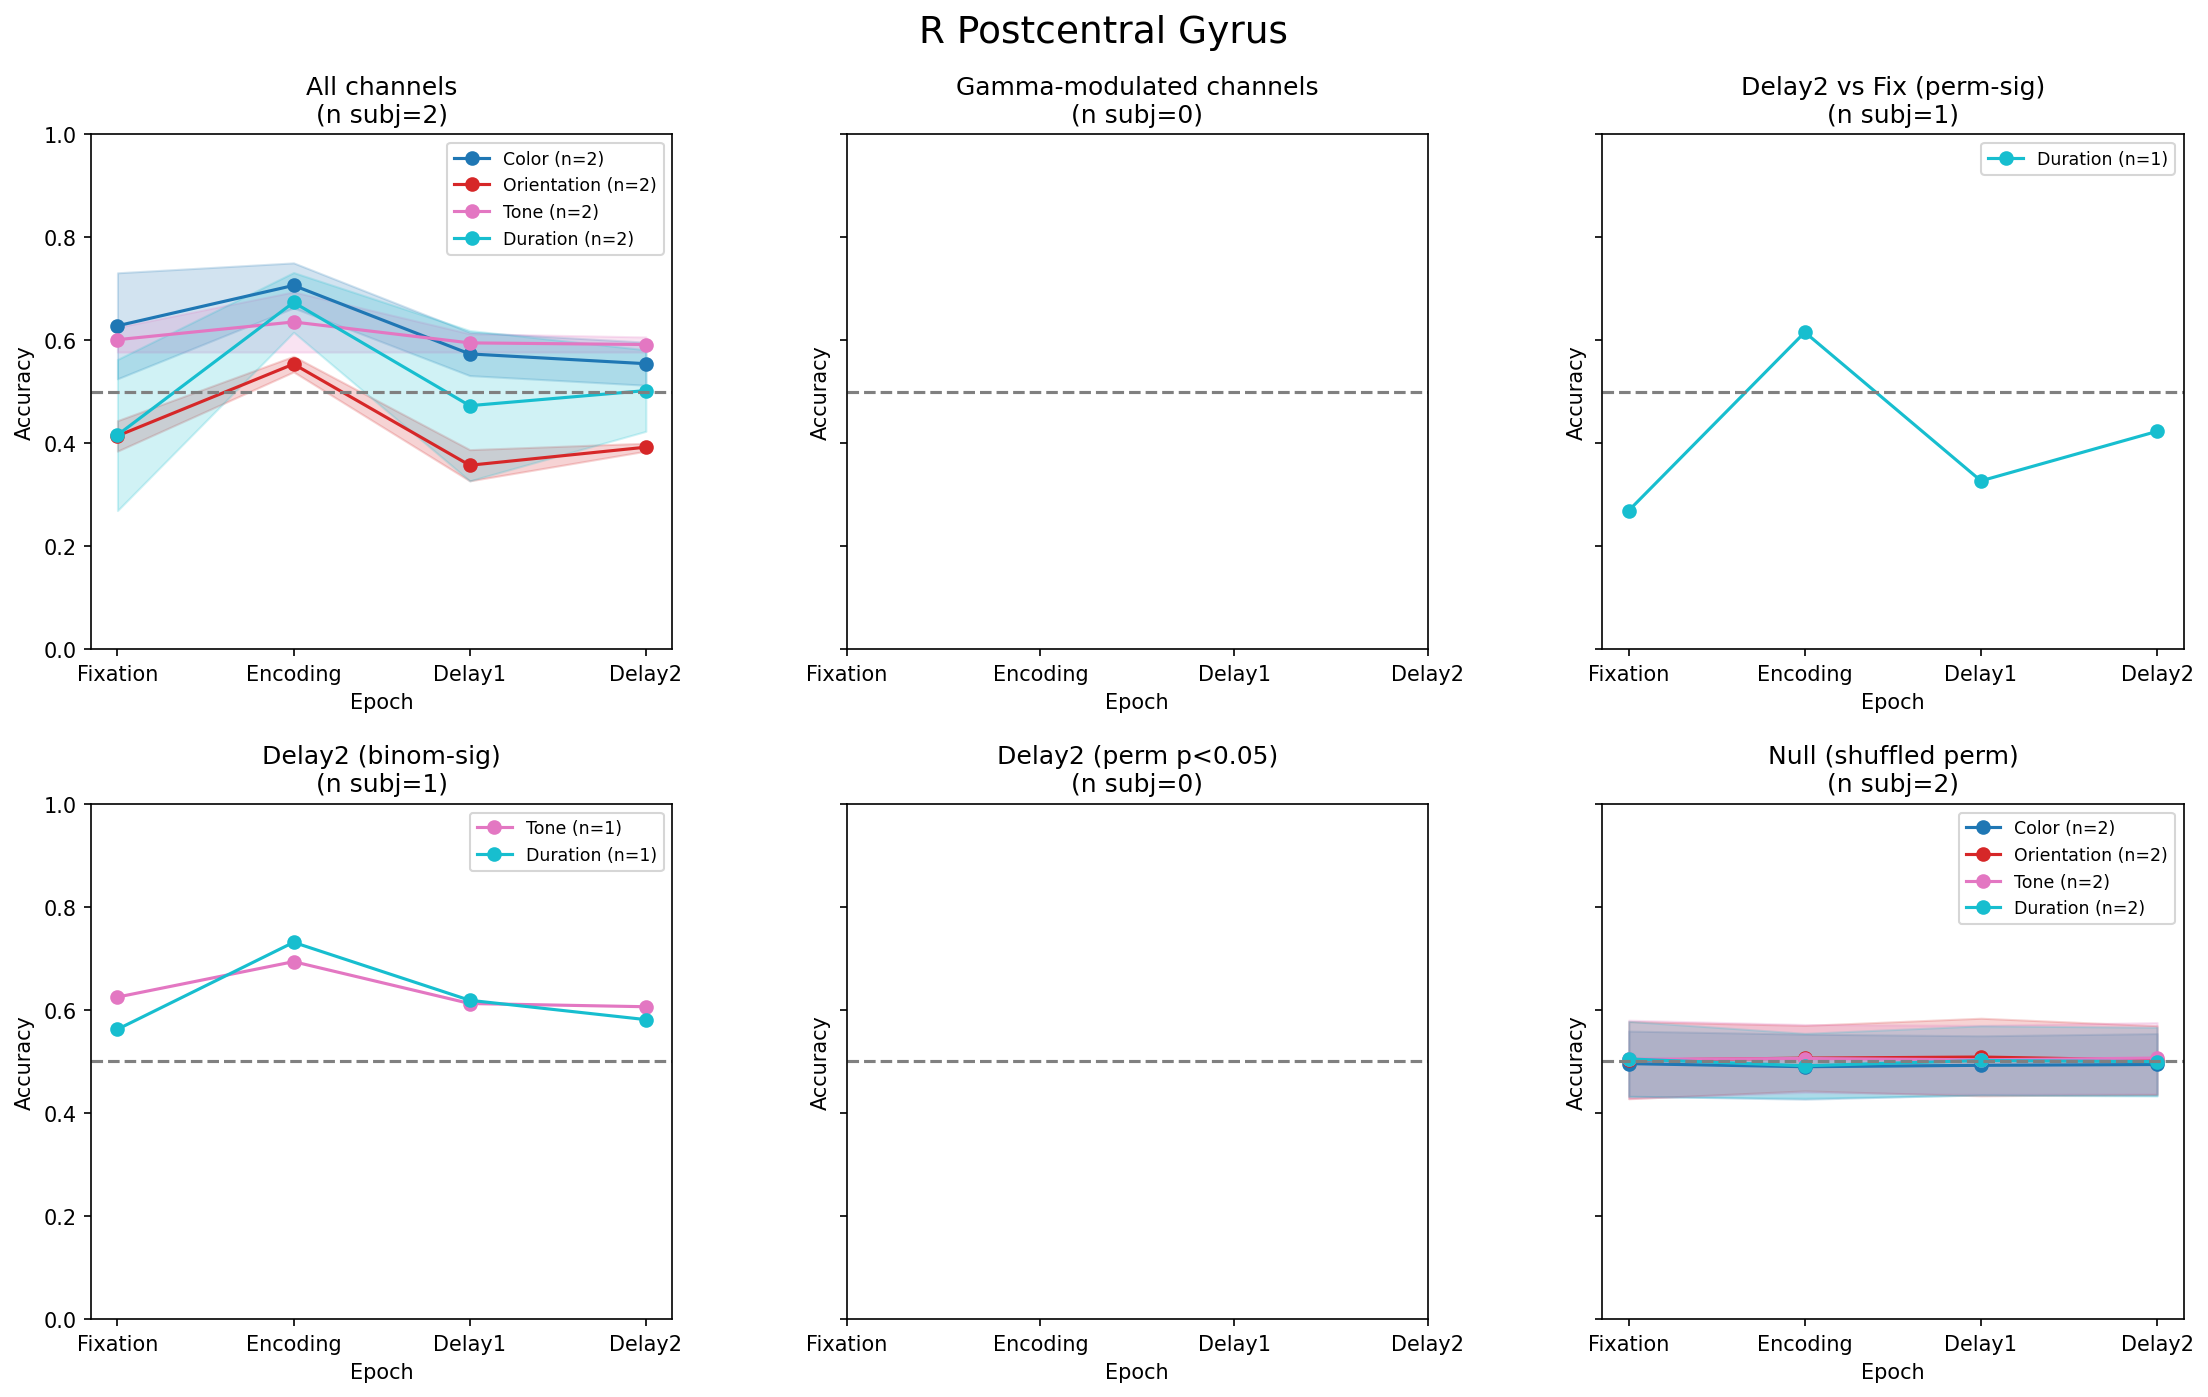 R Postcentral Gyrus
All channels
(n subj=2)
1.0
0.8
0.6
0.4
0.2
0.0
Accuracy
Color (n=2)
Orientation (n=2)
Tone (n=2)
Duration (n=2)
Fixation Encoding Delay1 Delay2
Epoch
Gamma-modulated channels
(n subj=0)
Accuracy
Fixation Encoding Delay1 Delay2
Epoch
Delay2 vs Fix (perm-sig)
(n subj=1)
Accuracy
Duration (n=1)
Fixation Encoding Delay1 Delay2
Epoch
Delay2 (binom-sig)
(n subj=1)
1.0
0.8
0.6
0.4
0.2
0.0
Accuracy
Tone (n=1)
Duration (n=1)
Fixation Encoding Delay1 Delay2
Epoch
Delay2 (perm p<0.05)
(n subj=0)
Accuracy
Fixation Encoding Delay1 Delay2
Epoch
Null (shuffled perm)
(n subj=2)
Accuracy
Color (n=2)
Orientation (n=2)
Tone (n=2)
Duration (n=2)
Fixation Encoding Delay1 Delay2
Epoch